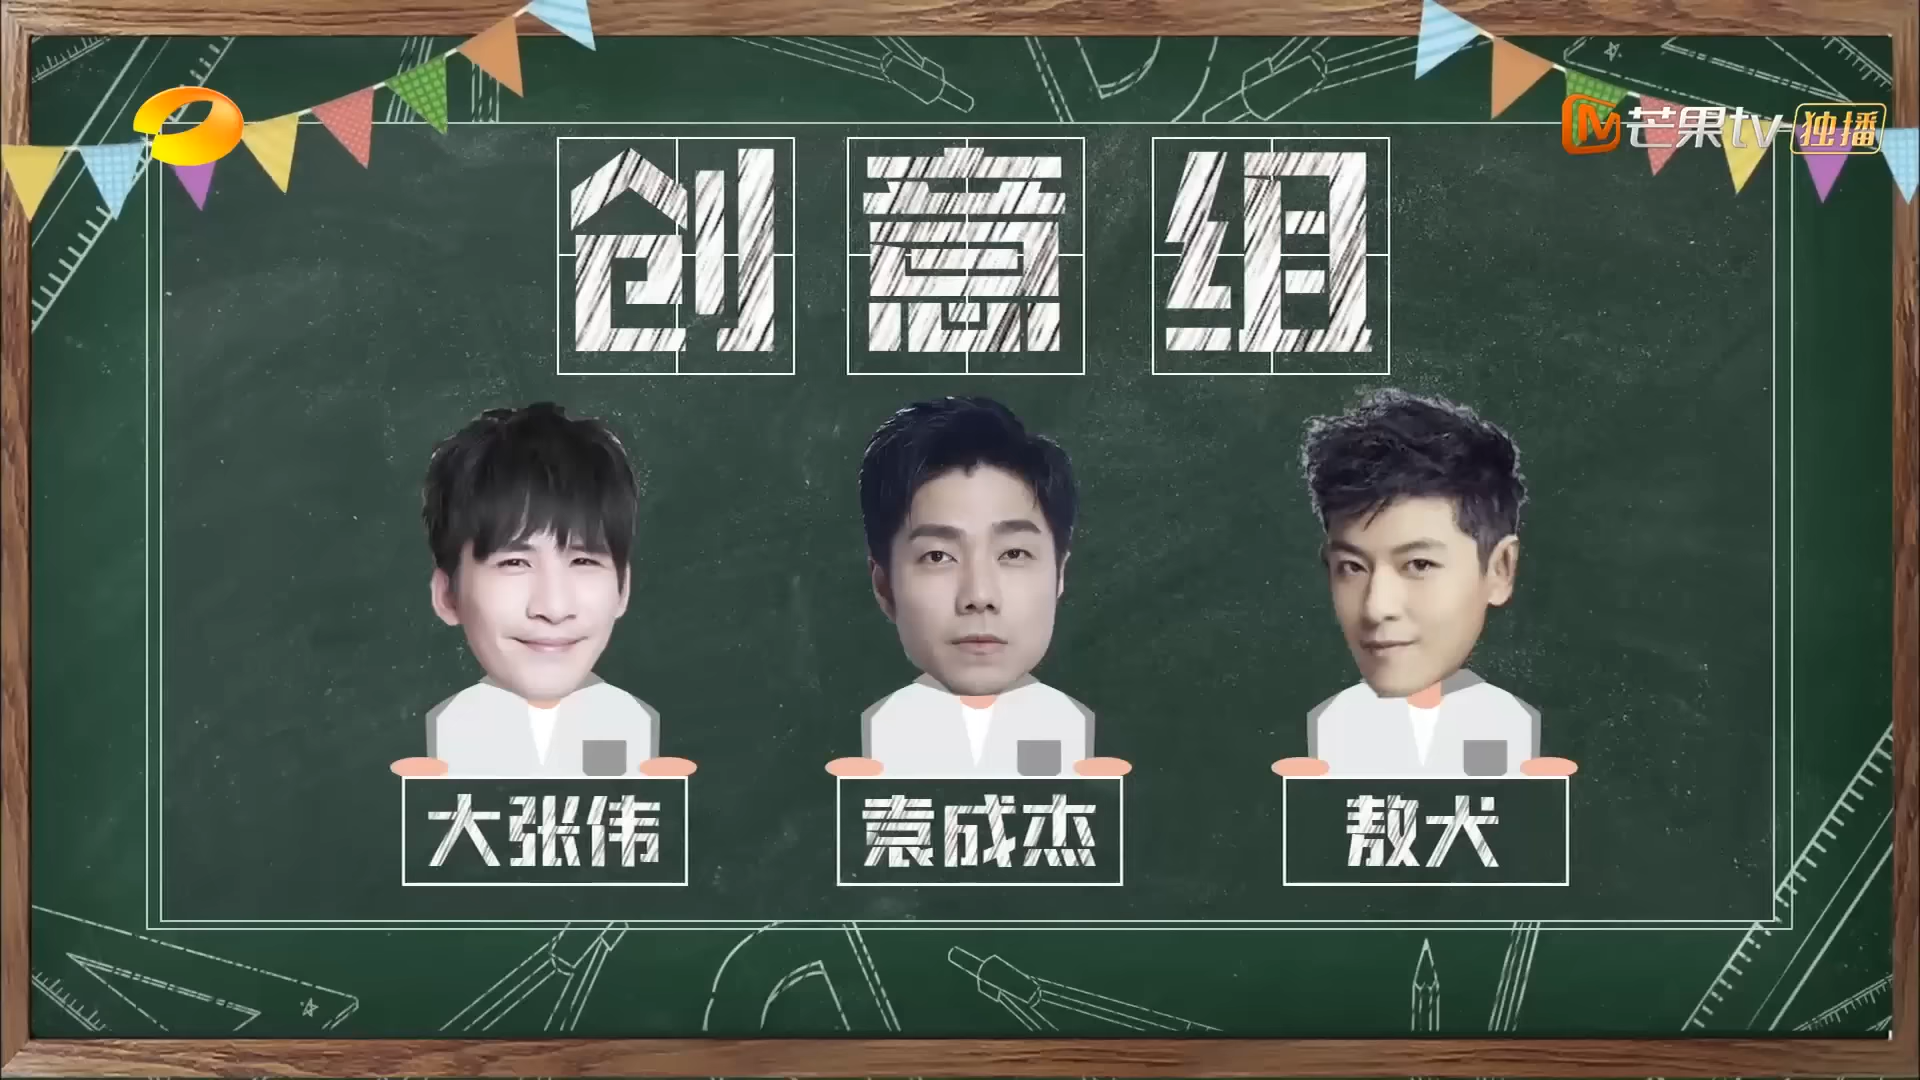 芒果tv 独播
创意组
大张伟
袁成杰
敖犬